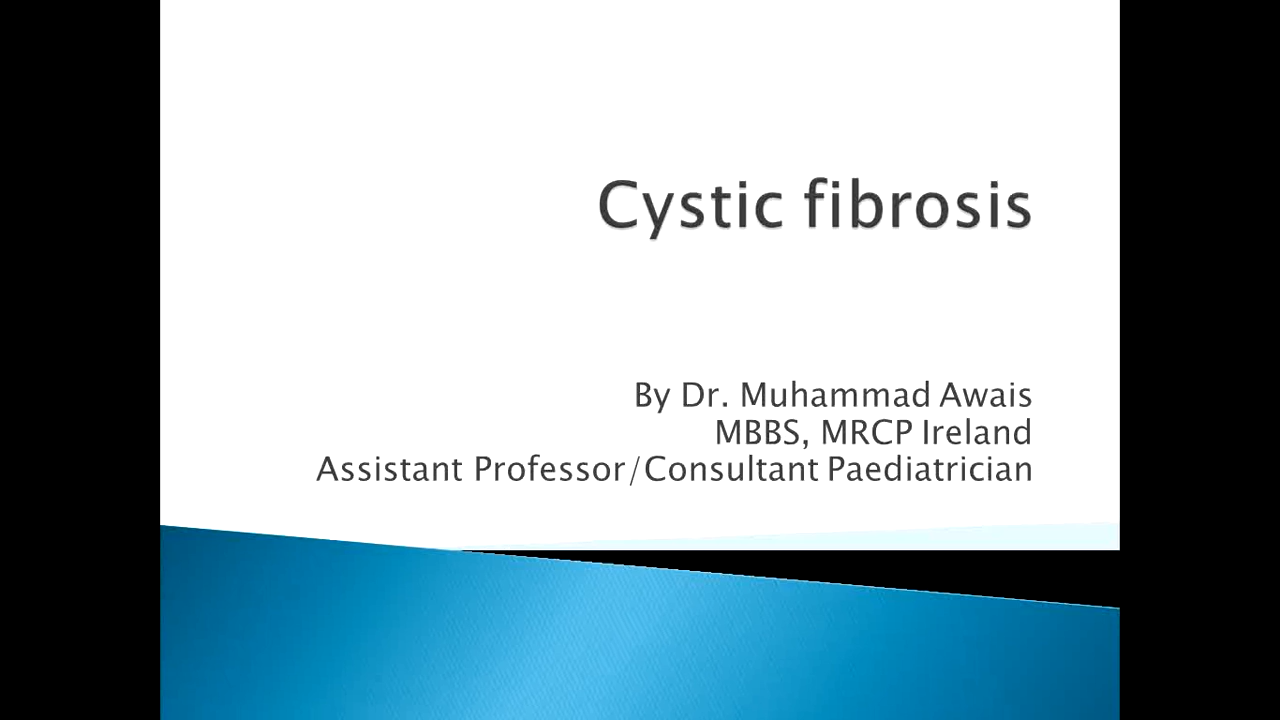 Cystic fibrosis
By Dr. Muhammad Awais
MBBS, MRCP Ireland
Assistant Professor/Consultant Paediatrician